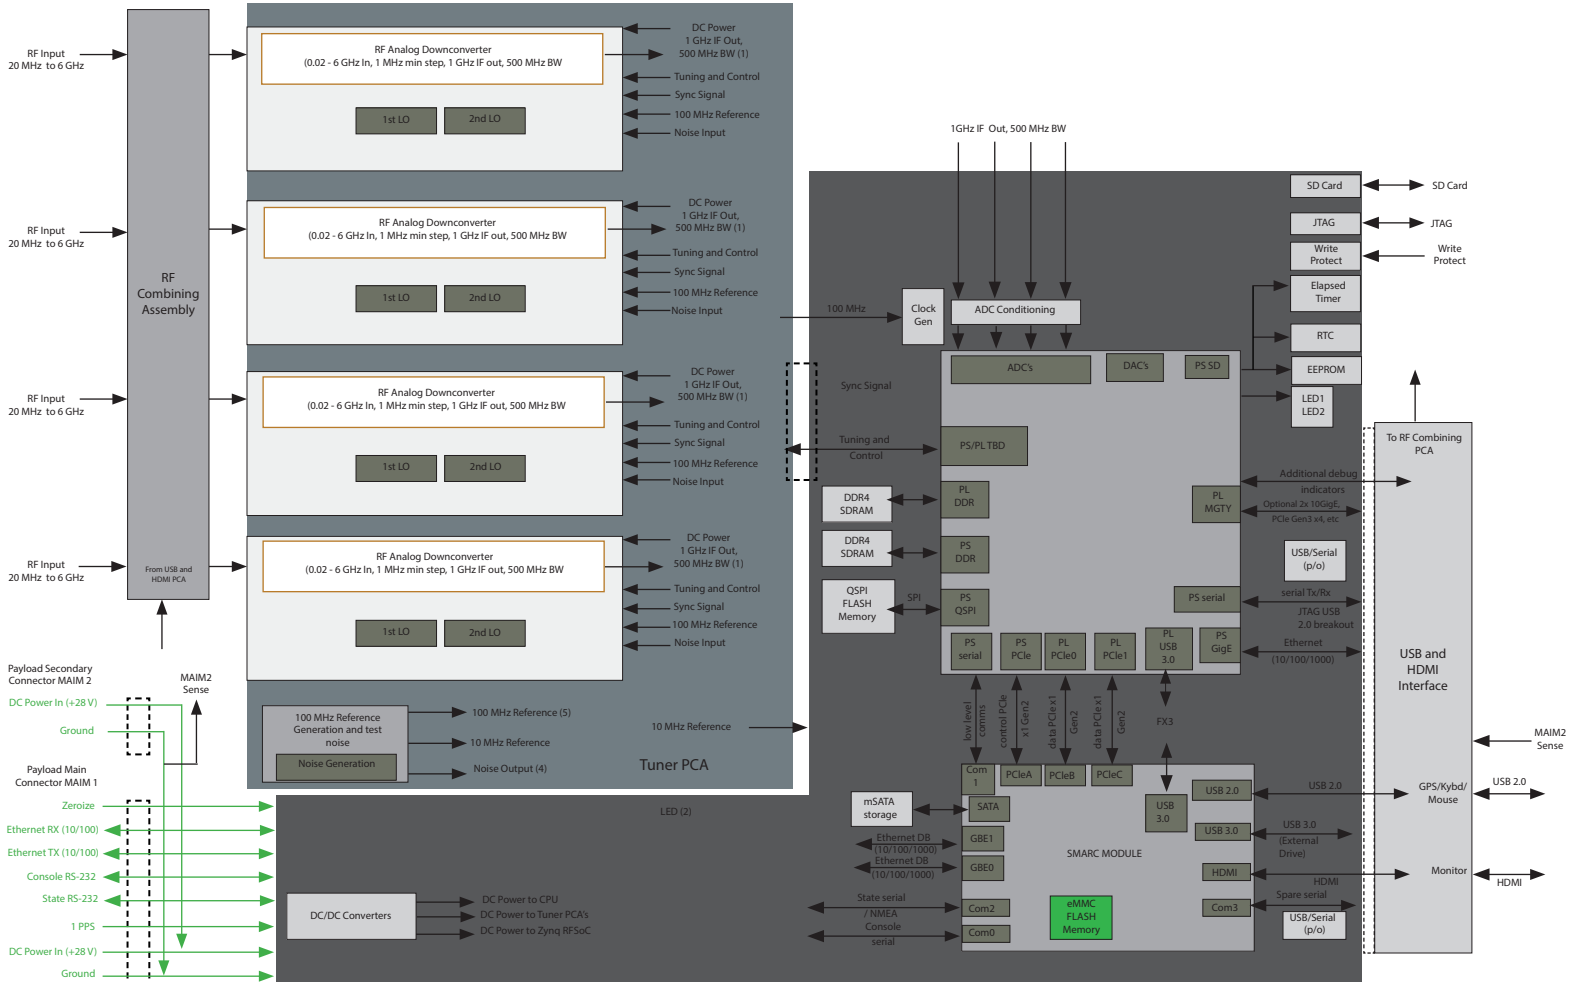 RF Input
20 MHz to 6 GHz
RF Input
20 MHz to 6 GHz
RF Input
20 MHz to 6 GHz
RF Input
20 MHz to 6 GHz
RF
Combining
Assembly
From USB and
HDMI PCA
RF Analog Downconverter
(0.02 - 6 GHz In, 1 MHz min step, 1 GHz IF out, 500 MHz BW
1st LO
2nd LO
DC Power
1 GHz IF Out,
500 MHz BW (1)
Tuning and Control
Sync Signal
100 MHz Reference
Noise Input
RF Analog Downconverter
(0.02 - 6 GHz In, 1 MHz min step, 1 GHz IF out, 500 MHz BW
1st LO
2nd LO
DC Power
1 GHz IF Out,
500 MHz BW (1)
Tuning and Control
Sync Signal
100 MHz Reference
Noise Input
RF Analog Downconverter
(0.02 - 6 GHz In, 1 MHz min step, 1 GHz IF out, 500 MHz BW
1st LO
2nd LO
DC Power
1 GHz IF Out,
500 MHz BW (1)
Tuning and Control
Sync Signal
100 MHz Reference
Noise Input
RF Analog Downconverter
(0.02 - 6 GHz In, 1 MHz min step, 1 GHz IF out, 500 MHz BW
1st LO
2nd LO
DC Power
1 GHz IF Out,
500 MHz BW (1)
Tuning and Control
Sync Signal
100 MHz Reference
Noise Input
100 MHz Reference
Generation and test
noise
Noise Generation
100 MHz Reference (5)
10 MHz Reference
Noise Output (4)
10 MHz Reference
Tuner PCA
Payload Secondary
Connector MAIM 2
DC Power In (+28 V)
Ground
MAIM2
Sense
Payload Main
Connector MAIM 1
Zeroize
Ethernet RX (10/100)
Ethernet TX (10/100)
Console RS-232
State RS-232
1 PPS
DC Power In (+28 V)
Ground
LED (2)
DC/DC Converters
DC Power to CPU
DC Power to Tuner PCA's
DC Power to Zynq RFSoC
1GHz IF Out, 500 MHz BW
100 MHz
Clock
Gen
ADC Conditioning
ADC's
DAC's
PS SD
Sync Signal
Tuning and
Control
PS/PL TBD
DDR4
SDRAM
PL
DDR
DDR4
SDRAM
PS
DDR
QSPI
FLASH
Memory
SPI
PS
QSPI
PL
MGTY
PS serial
PS
GigE
PS
serial
PS
PCIe
PL
PCIe0
PL
PCIe1
PL
USB
3.0
low level
comms
control PCIe
x1 Gen2
data PCIe x1
Gen2
data PCIe x1
Gen2
FX3
SD Card
SD Card
JTAG
JTAG
Write
Protect
Write
Protect
Elapsed
Timer
RTC
EEPROM
LED1
LED2
Additional debug
indicators
Optional 2x 10GigE,
PCIe Gen3 x4, etc
USB/Serial
(p/o)
serial Tx/Rx
JTAG USB
2.0 breakout
Ethernet
(10/100/1000)
To RF Combining
PCA
USB and
HDMI
Interface
MAIM2
Sense
GPS/Kybd/
Mouse
USB 2.0
Monitor
HDMI
Com
1
PCIeA
PCIeB
PCIeC
USB
3.0
USB 2.0
USB 2.0
mSATA
storage
SATA
USB 3.0
USB 3.0
(External
Drive)
GBE1
Ethernet DB
(10/100/1000)
GBE0
Ethernet DB
(10/100/1000)
SMARC MODULE
HDMI
HDMI
State serial
/ NMEA
Com2
Console
serial
Com0
eMMC
FLASH
Memory
Com3
Spare serial
USB/Serial
(p/o)